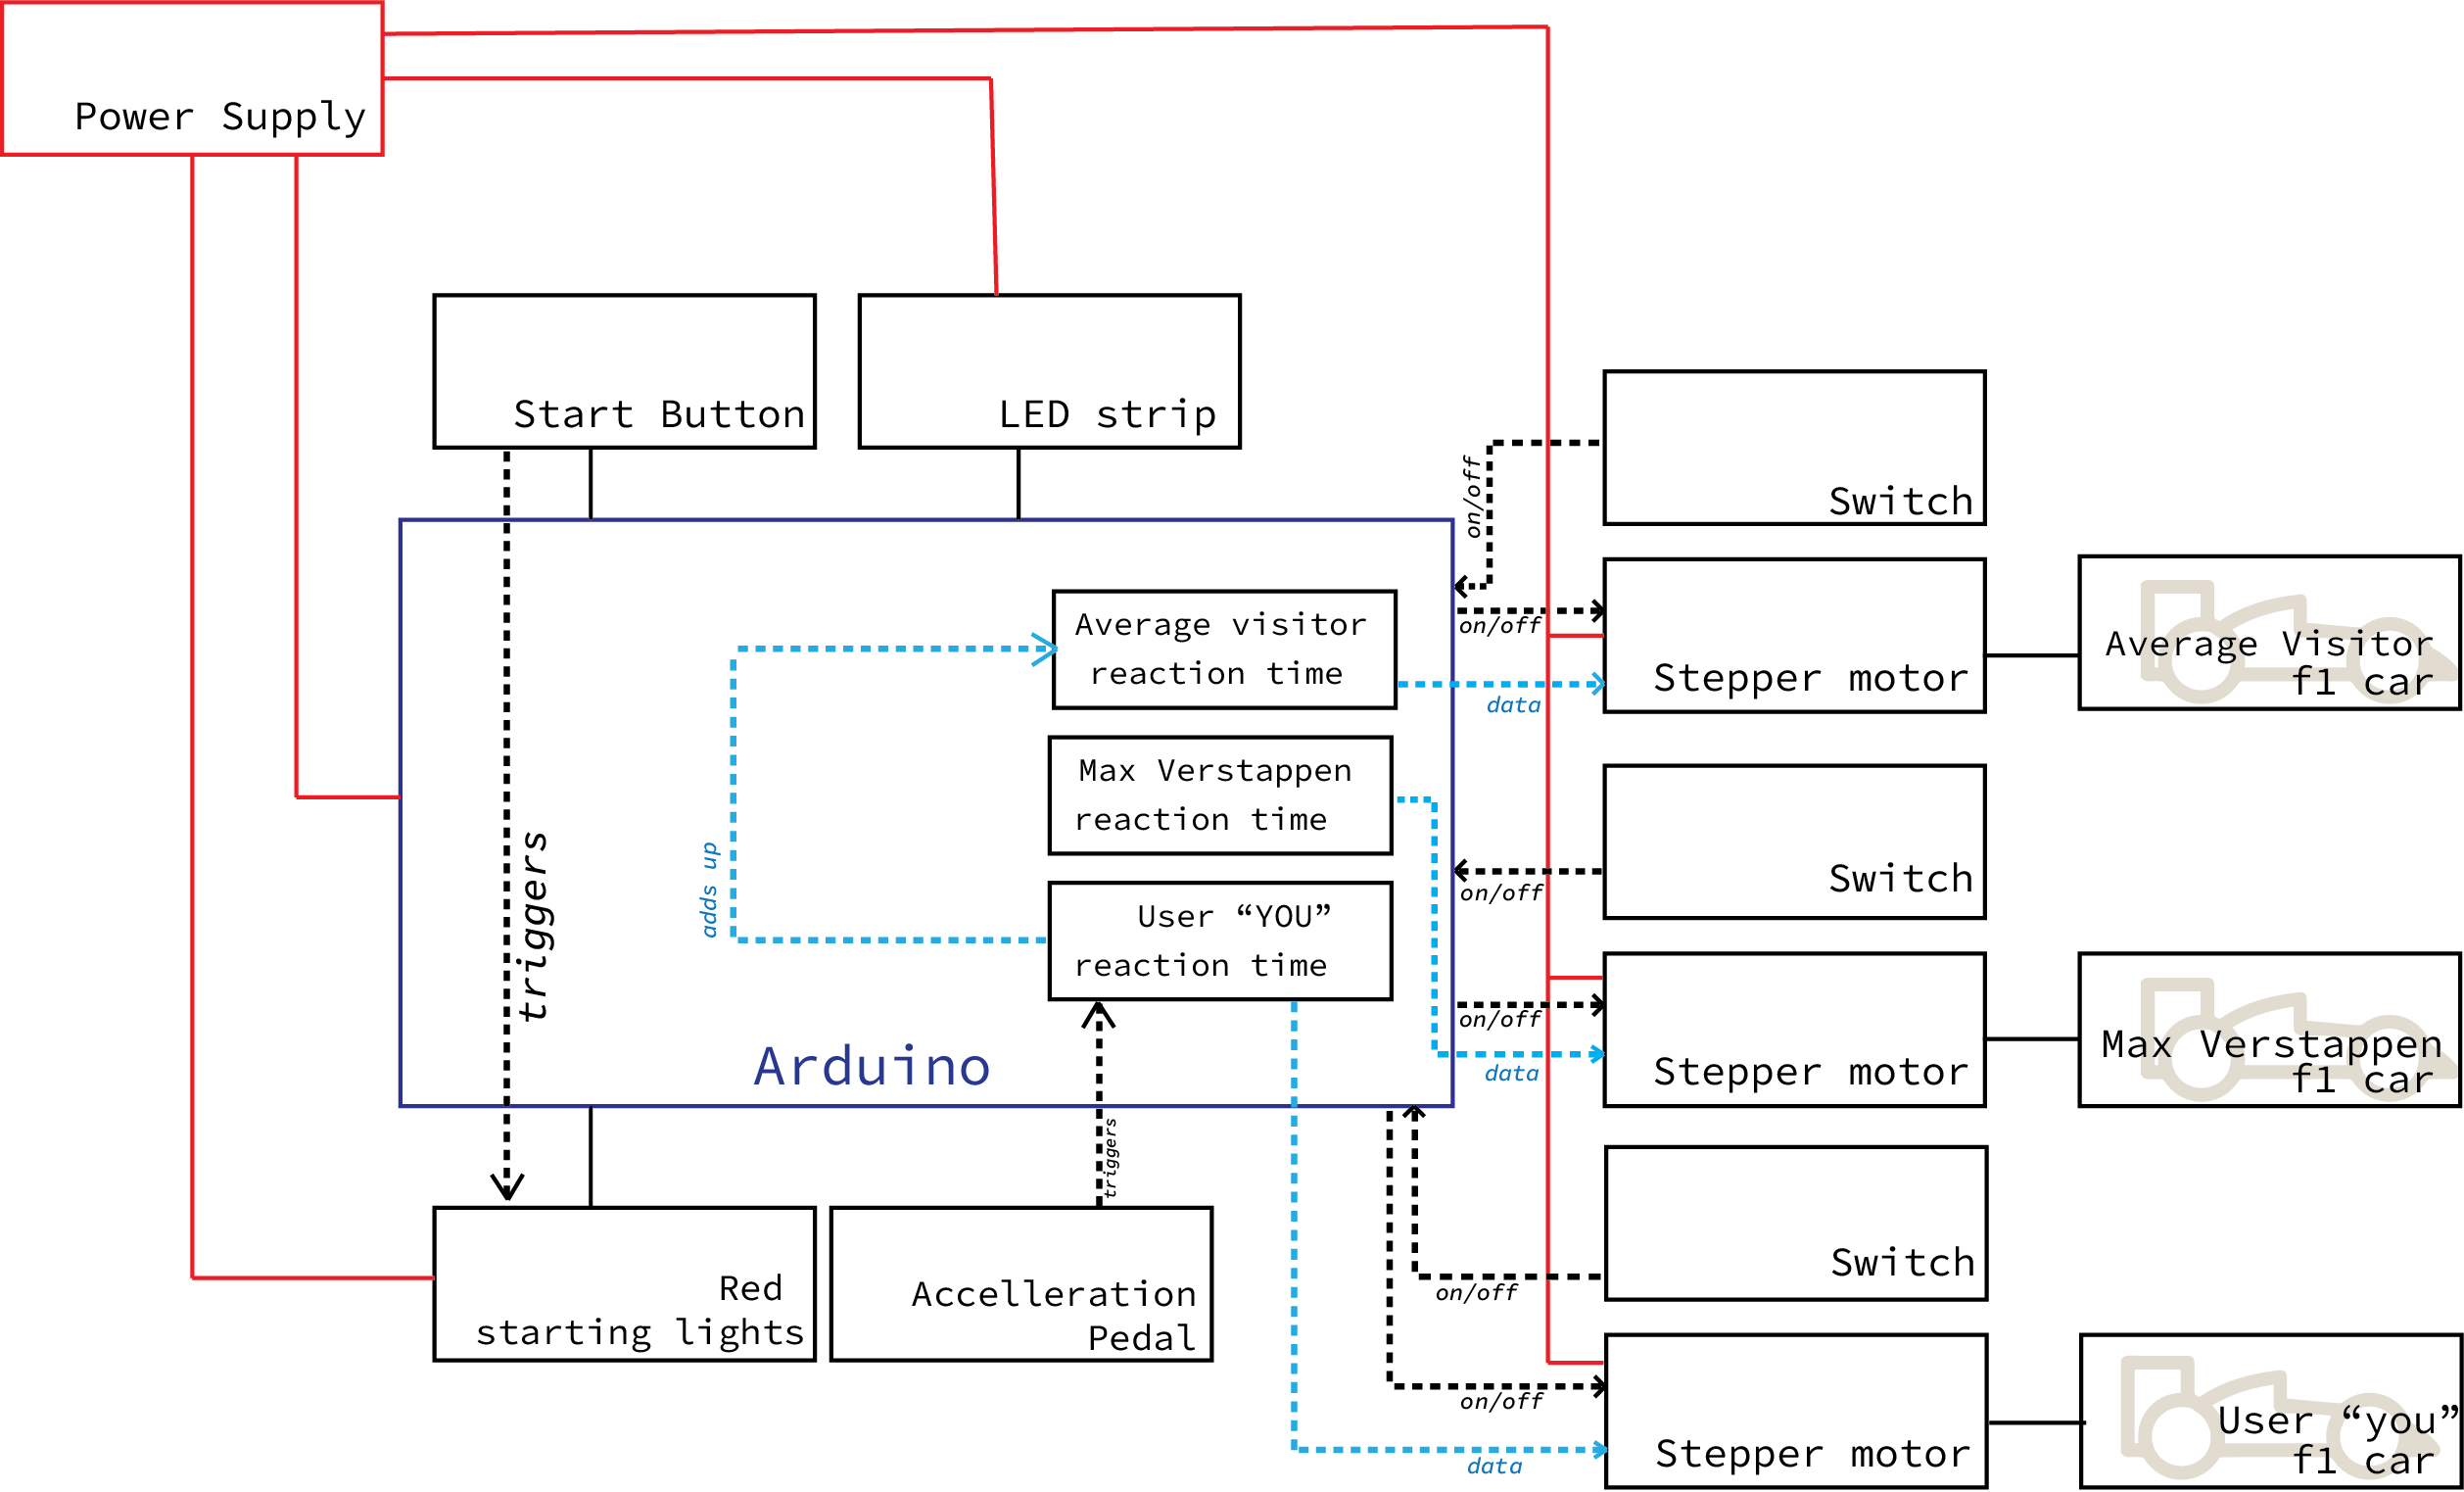 Power Supply
Start Button
LED strip
Switch
on/off
Average visitor
reaction time
on/off
data
Stepper motor
Average Visitor
f1 car
Max Verstappen
reaction time
adds up
triggers
User “YOU”
reaction time
Switch
on/off
on/off
data
Stepper motor
Max Verstappen
f1 car
Arduino
triggers
Red
starting lights
Accelleration
Pedal
Switch
on/off
on/off
data
Stepper motor
User “you”
f1 car